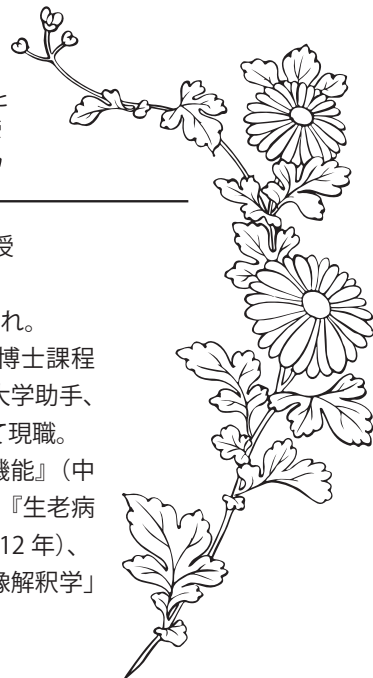 授
れ。
博士課程
大学助手、
て現職。
機能』（中
『生老病
12 年）、
像解釈学」